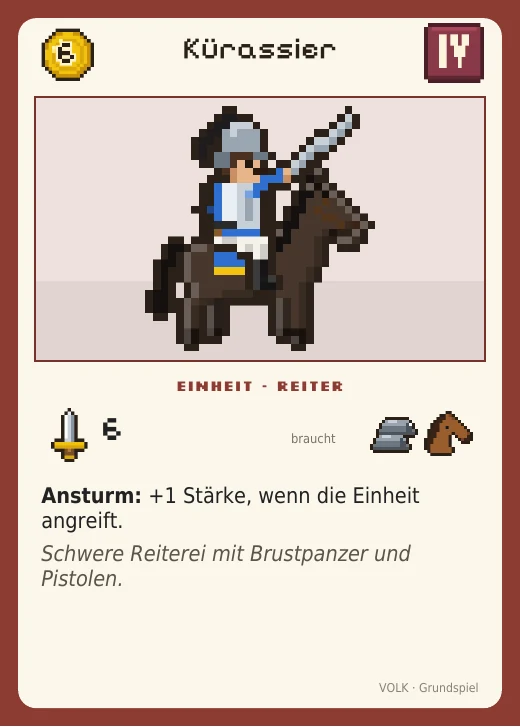 6
Kürassier
IV
EINHEIT - REITER
6
braucht
Ansturm: +1 Stärke, wenn die Einheit
angreift.
Schwere Reiterei mit Brustpanzer und
Pistolen.
VOLK · Grundspiel